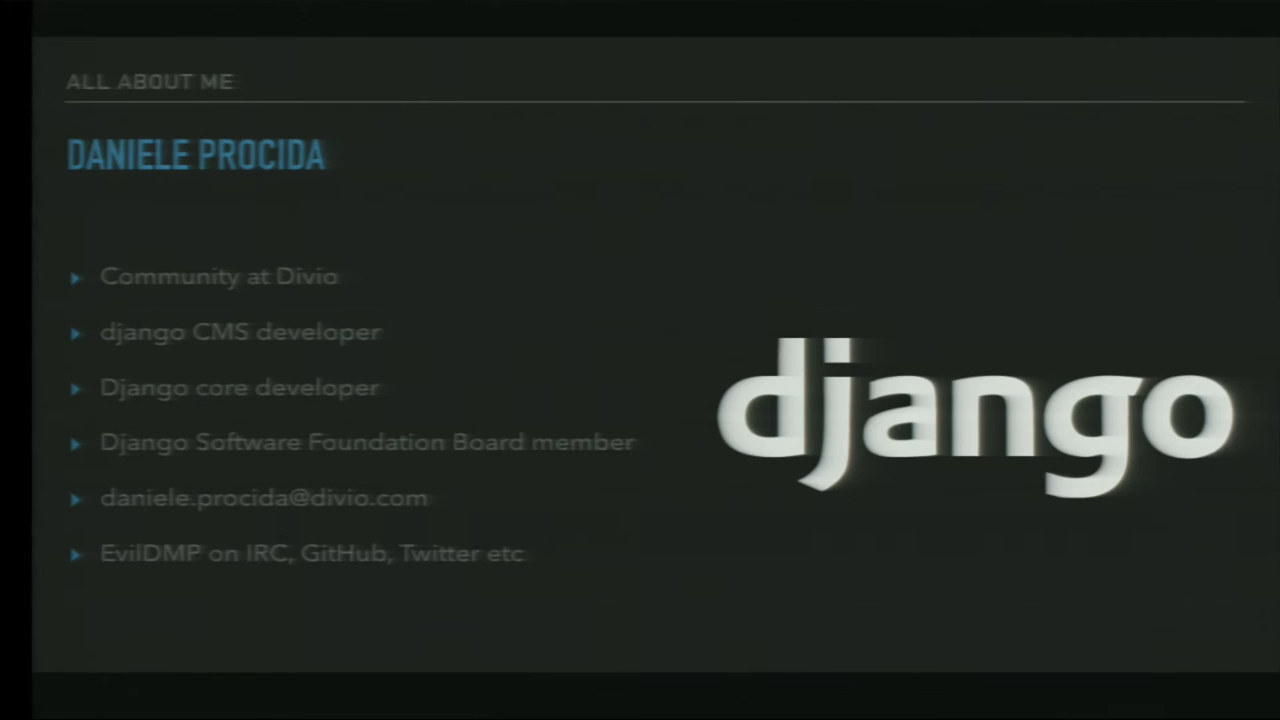 ALL ABOUT ME
DANIELE PROCIDA
Community at Divio
django CMS developer
Django core developer
Django Software Foundation Board member
daniele.procida@divio.com
EvilDMP on IRC, GitHub, Twitter etc
django